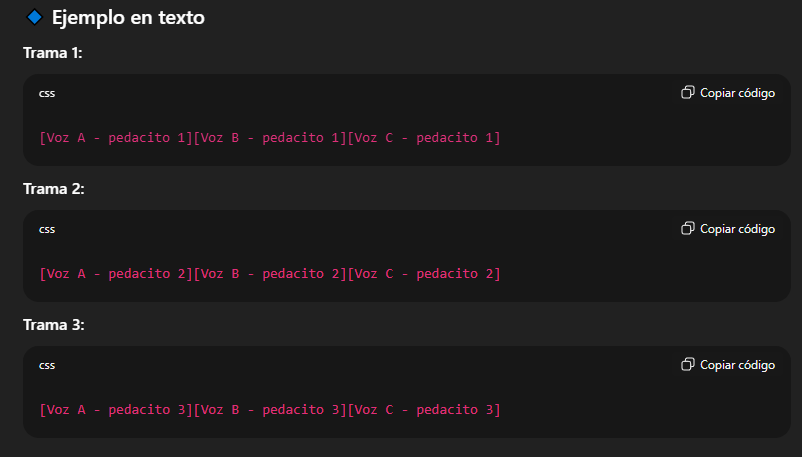 Ejemplo en texto
Trama 1:
css Copiar código
[Voz A - pedacito 1][Voz B - pedacito 1][Voz C - pedacito 1]
Trama 2:
css Copiar código
[Voz A - pedacito 2][Voz B - pedacito 2][Voz C - pedacito 2]
Trama 3:
css Copiar código
[Voz A - pedacito 3][Voz B - pedacito 3][Voz C - pedacito 3]